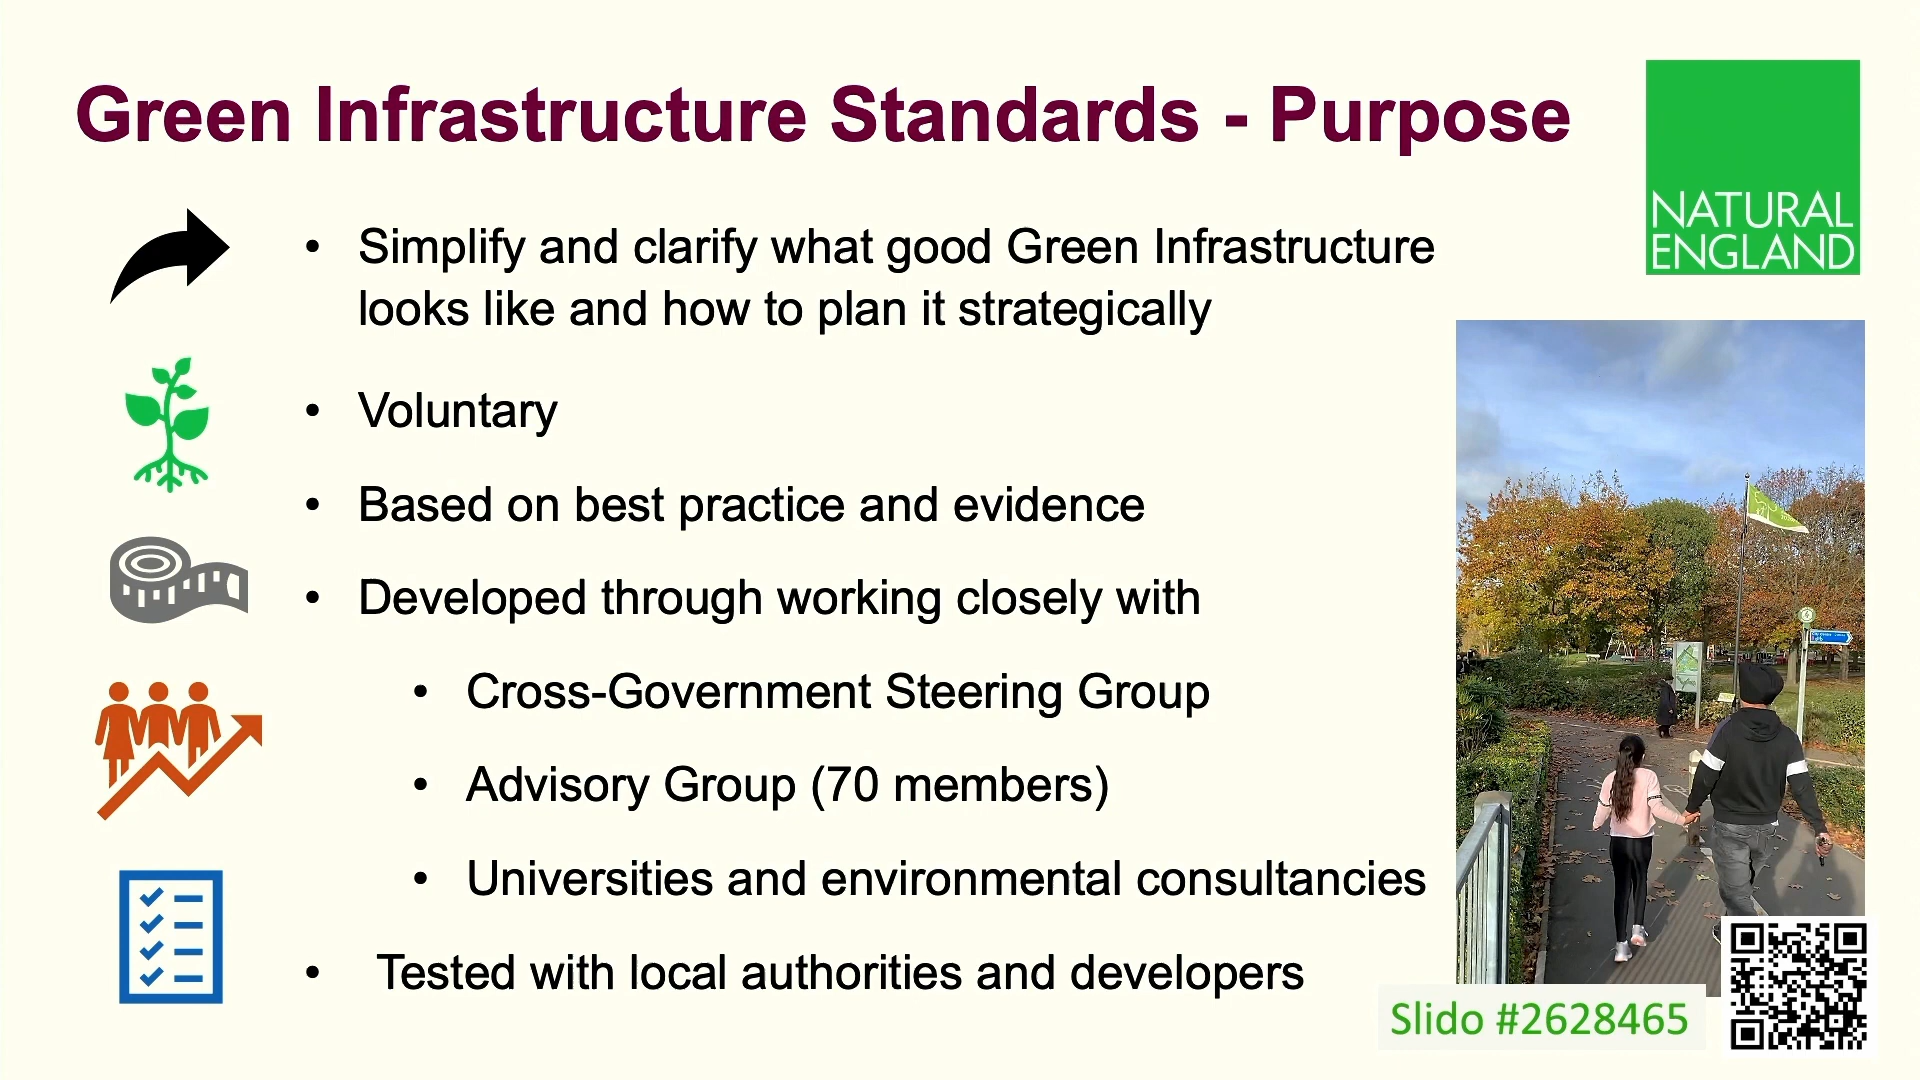 Green Infrastructure Standards - Purpose
NATURAL
ENGLAND
• Simplify and clarify what good Green Infrastructure
looks like and how to plan it strategically
• Voluntary
• Based on best practice and evidence
• Developed through working closely with
• Cross-Government Steering Group
• Advisory Group (70 members)
• Universities and environmental consultancies
• Tested with local authorities and developers
Slido #2628465